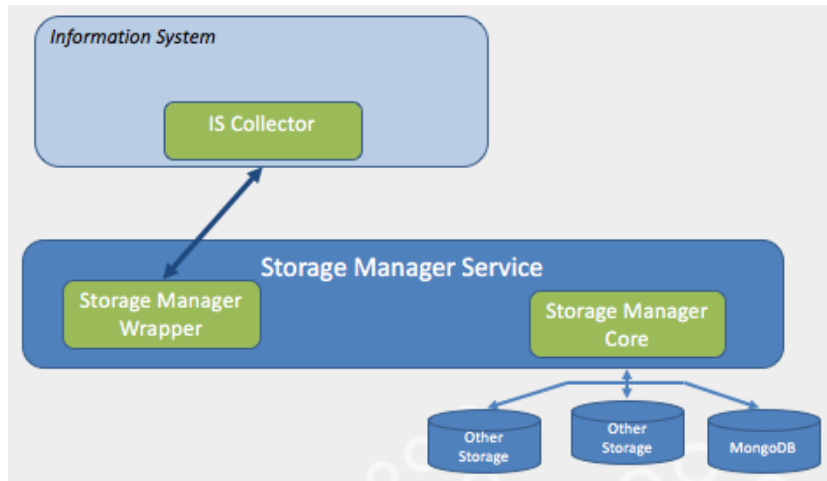 Information System
IS Collector
Storage Manager Service
Storage Manager
Wrapper
Storage Manager
Core
Other
Storage
Other
Storage
MongoDB